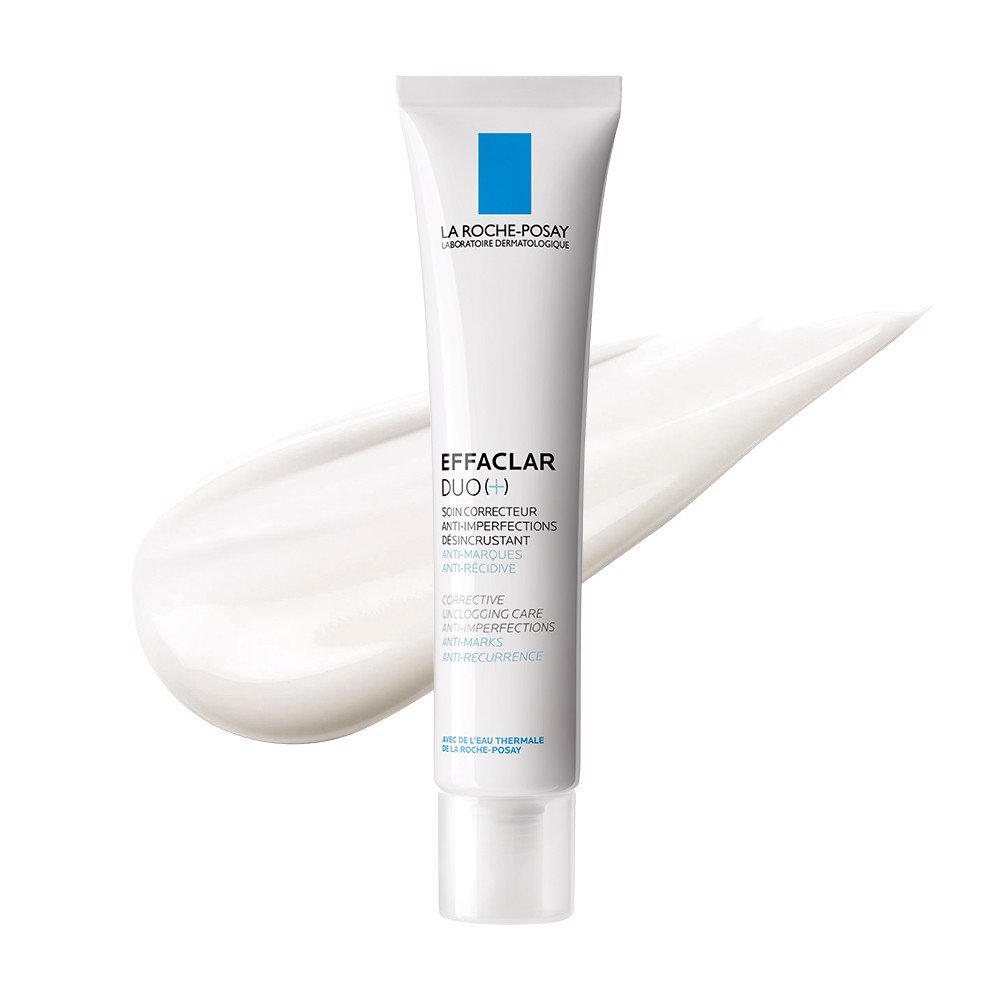 LA ROCHE-POSAY
LABORATOIRE DERMATOLOGIQUE
EFFACLAR
DUO(+)
SOIN CORRECTEUR
ANTI-IMPERFECTIONS
DÉSINCRUSTANT
ANTI-MARQUES
ANTI-RÉCIDIVE
CORRECTIVE
UNCLOGGING CARE
ANTI-IMPERFECTIONS
ANTI-MARKS
ANTI-RECURRENCE
AVEC DE L'EAU THERMALE
DE LA ROCHE-POSAY